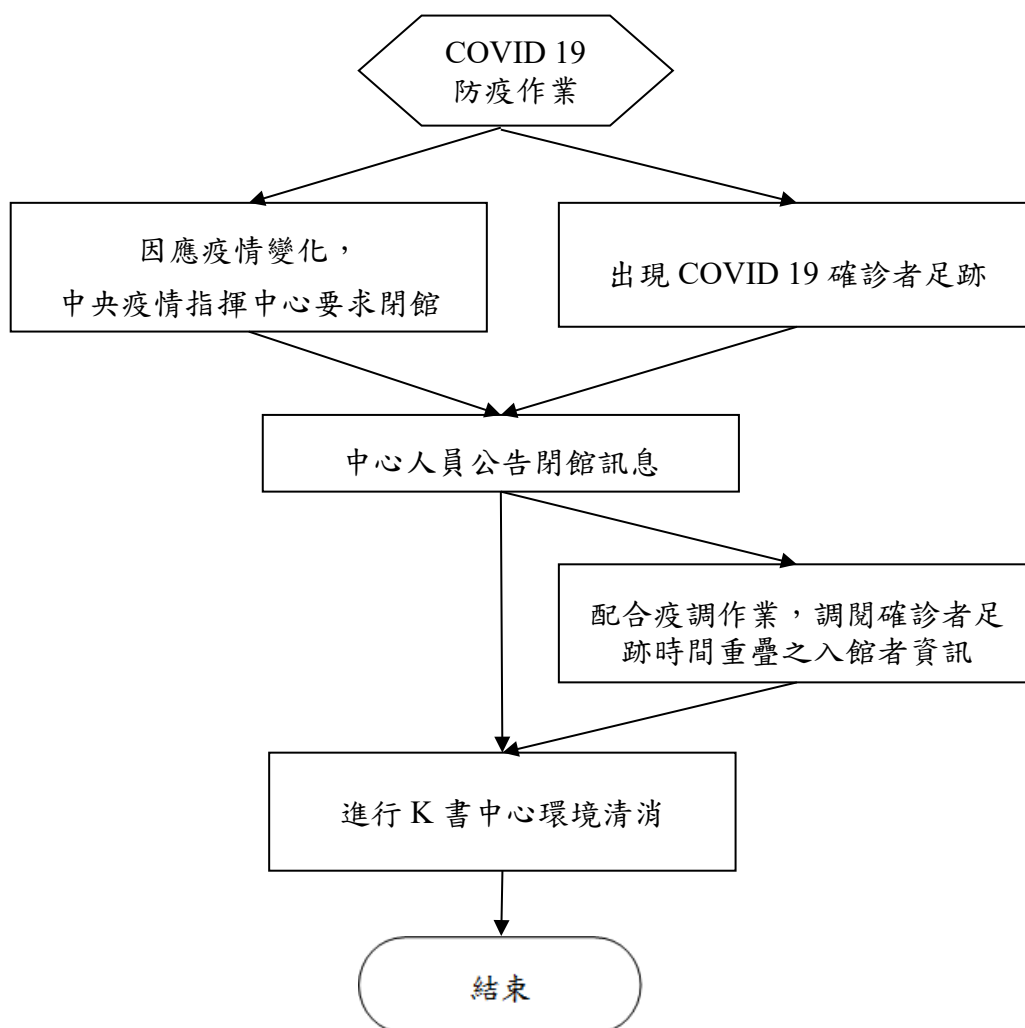 COVID 19
防疫作業
因應疫情變化，
中央疫情指揮中心要求閉館
出現 COVID 19 確診者足跡
中心人員公告閉館訊息
配合疫調作業，調閱確診者足
跡時間重疊之入館者資訊
進行 K 書中心環境清消
結束